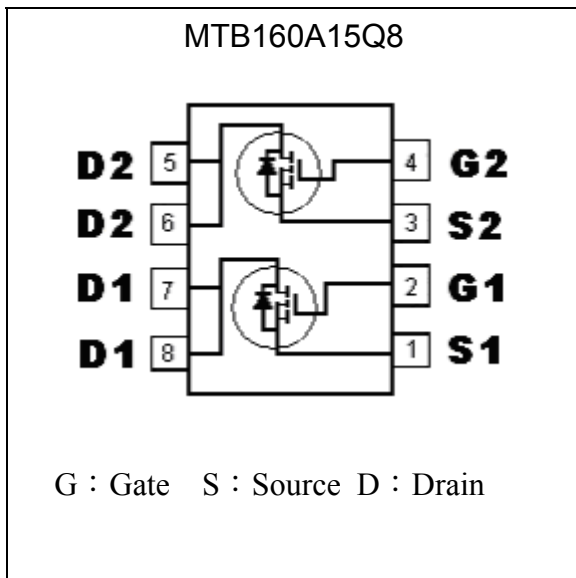 MTB160A15Q8
D2 5 4 G2
D2 6 3 S2
D1 7 2 G1
D1 8 1 S1
G：Gate S：Source D：Drain